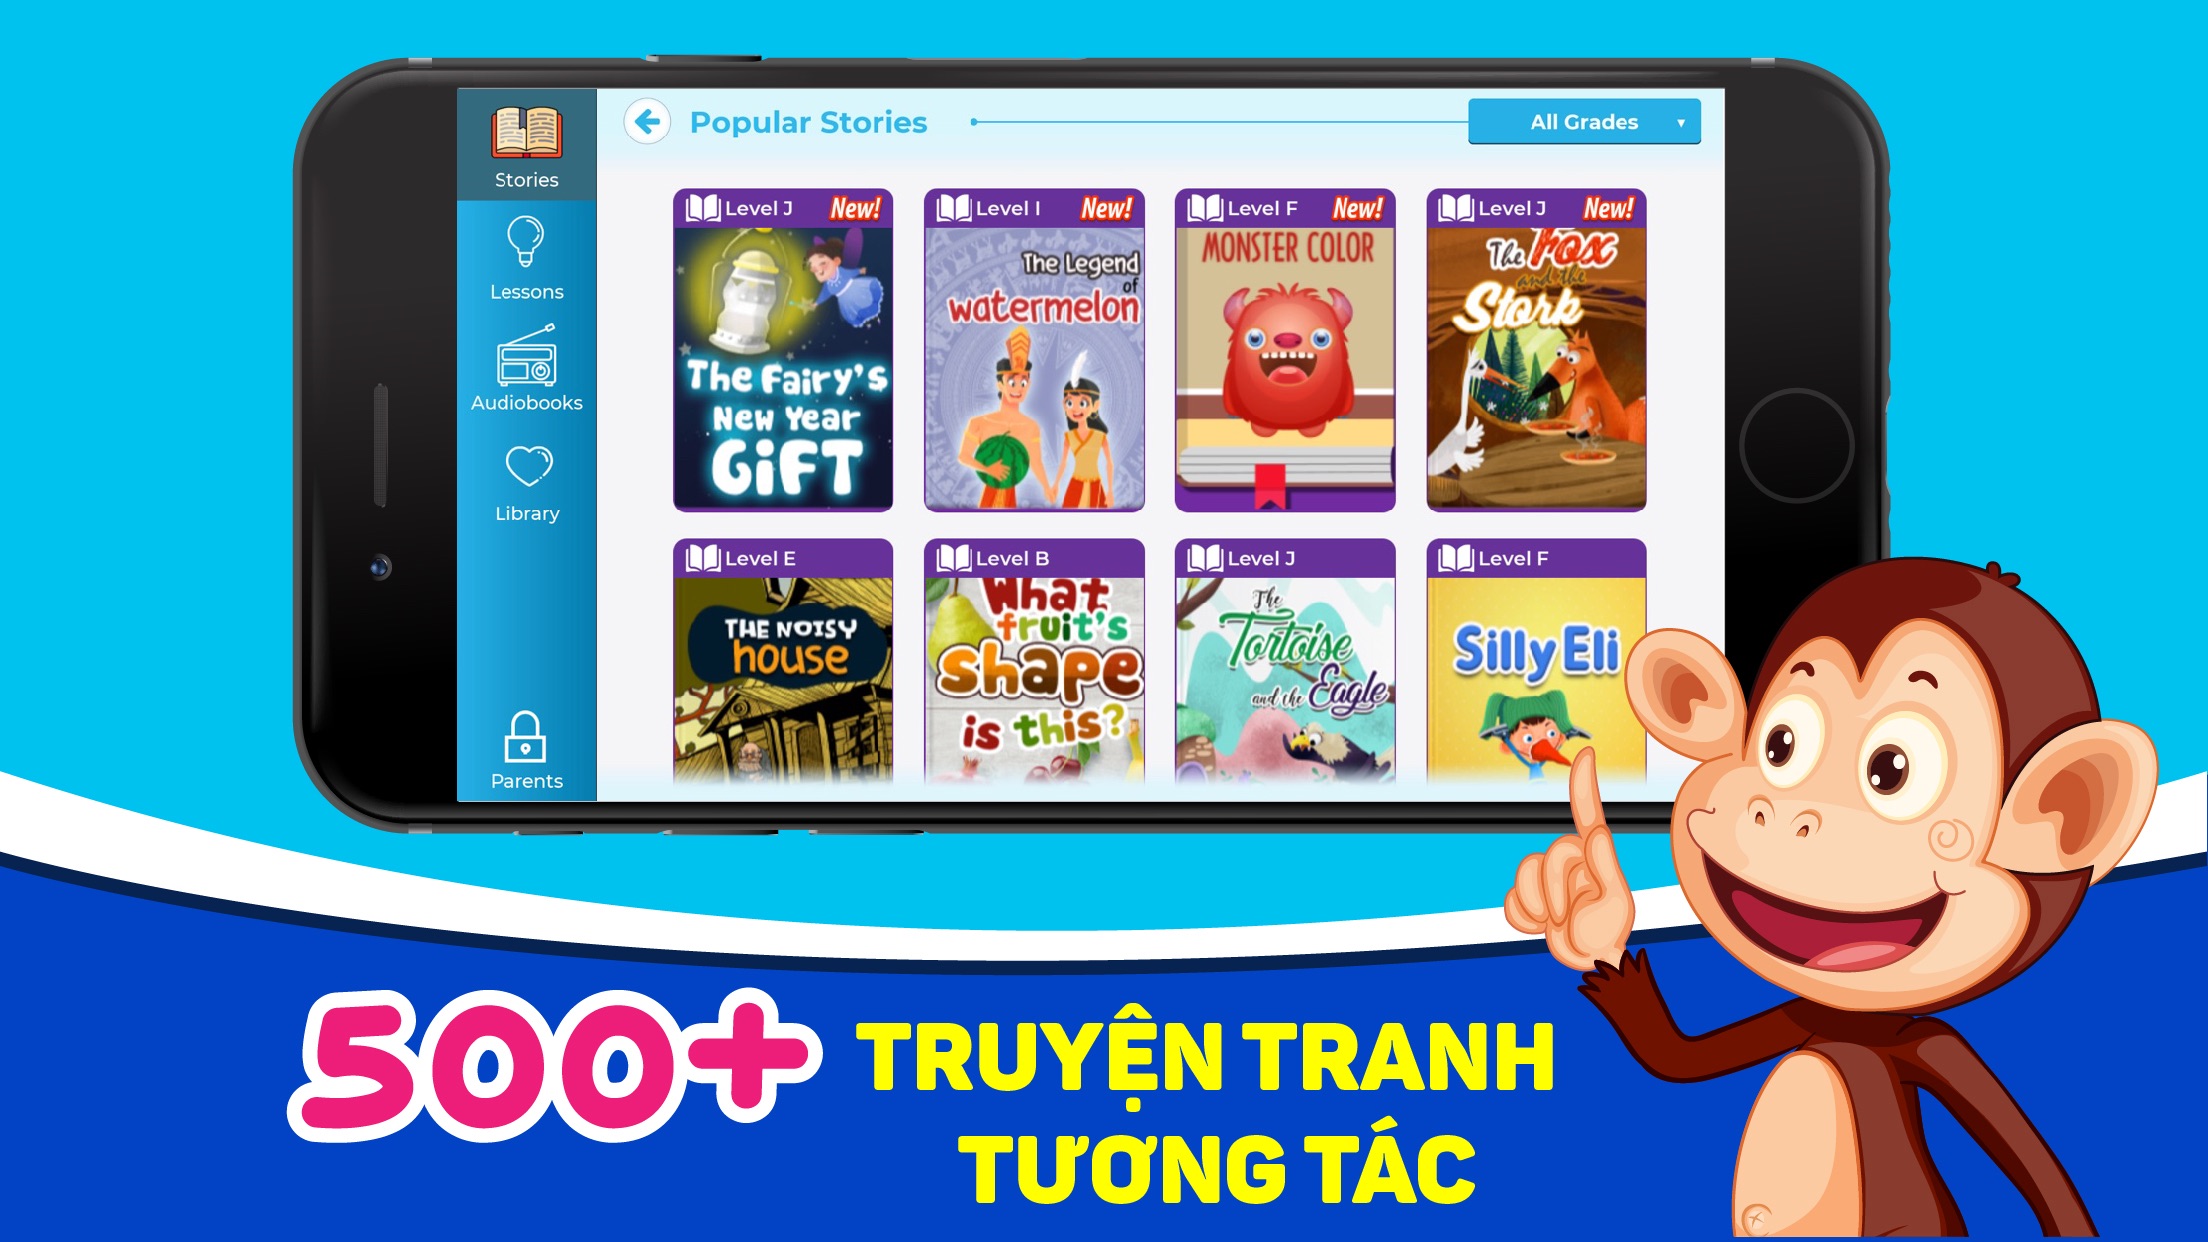 Stories
Lessons
Audiobooks
Library
Parents
Popular Stories
All Grades
Level J New!
The Fairy's
New Year
Gift
Level I New!
The Legend
of
watermelon
Level F New!
MONSTER COLOR
Level J New!
The Fox
and the
Stork
Level E
THE NOISY
house
Level B
What
fruit's
shape
is this?
Level J
The
Tortoise
and the Eagle
Level F
Silly Eli
500+ TRUYỆN TRANH
TƯƠNG TÁC